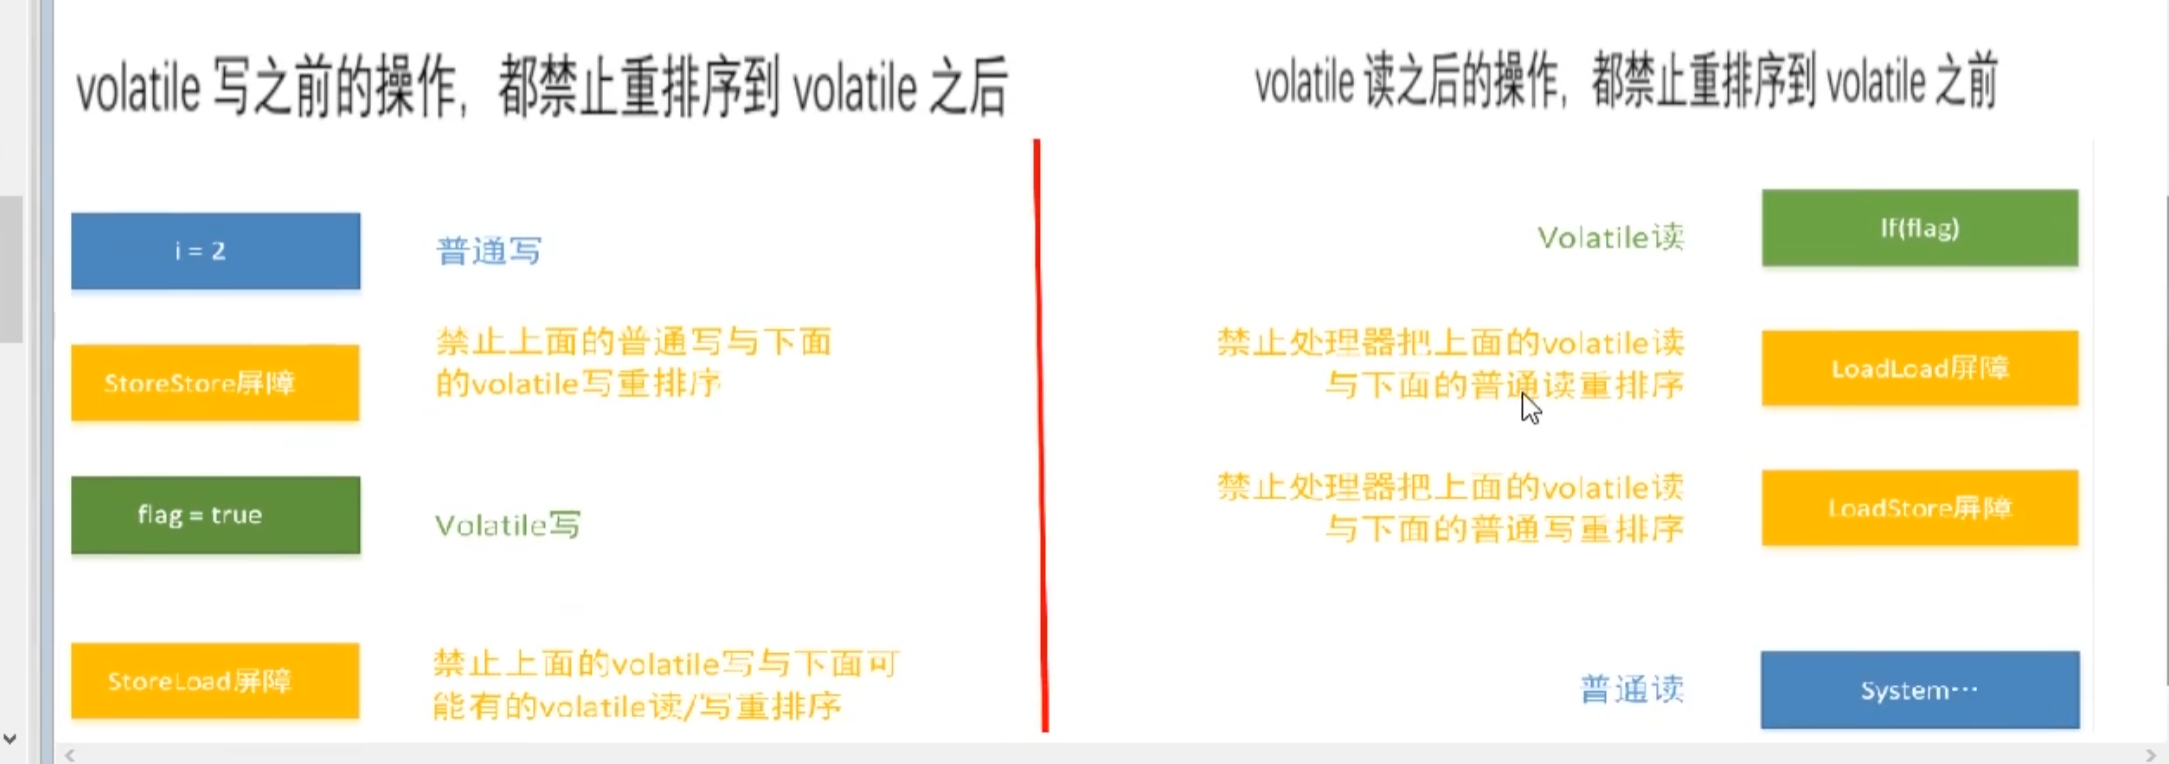 volatile 写之前的操作，都禁止重排序到 volatile 之后
i = 2
普通写
StoreStore屏障
禁止上面的普通写与下面
的volatile写重排序
flag = true
Volatile写
StoreLoad屏障
禁止上面的volatile写与下面可
能有的volatile读/写重排序
volatile 读之后的操作，都禁止重排序到 volatile 之前
Volatile读
If(flag)
禁止处理器把上面的volatile读
与下面的普通读重排序
LoadLoad屏障
禁止处理器把上面的volatile读
与下面的普通写重排序
LoadStore屏障
普通读
System···